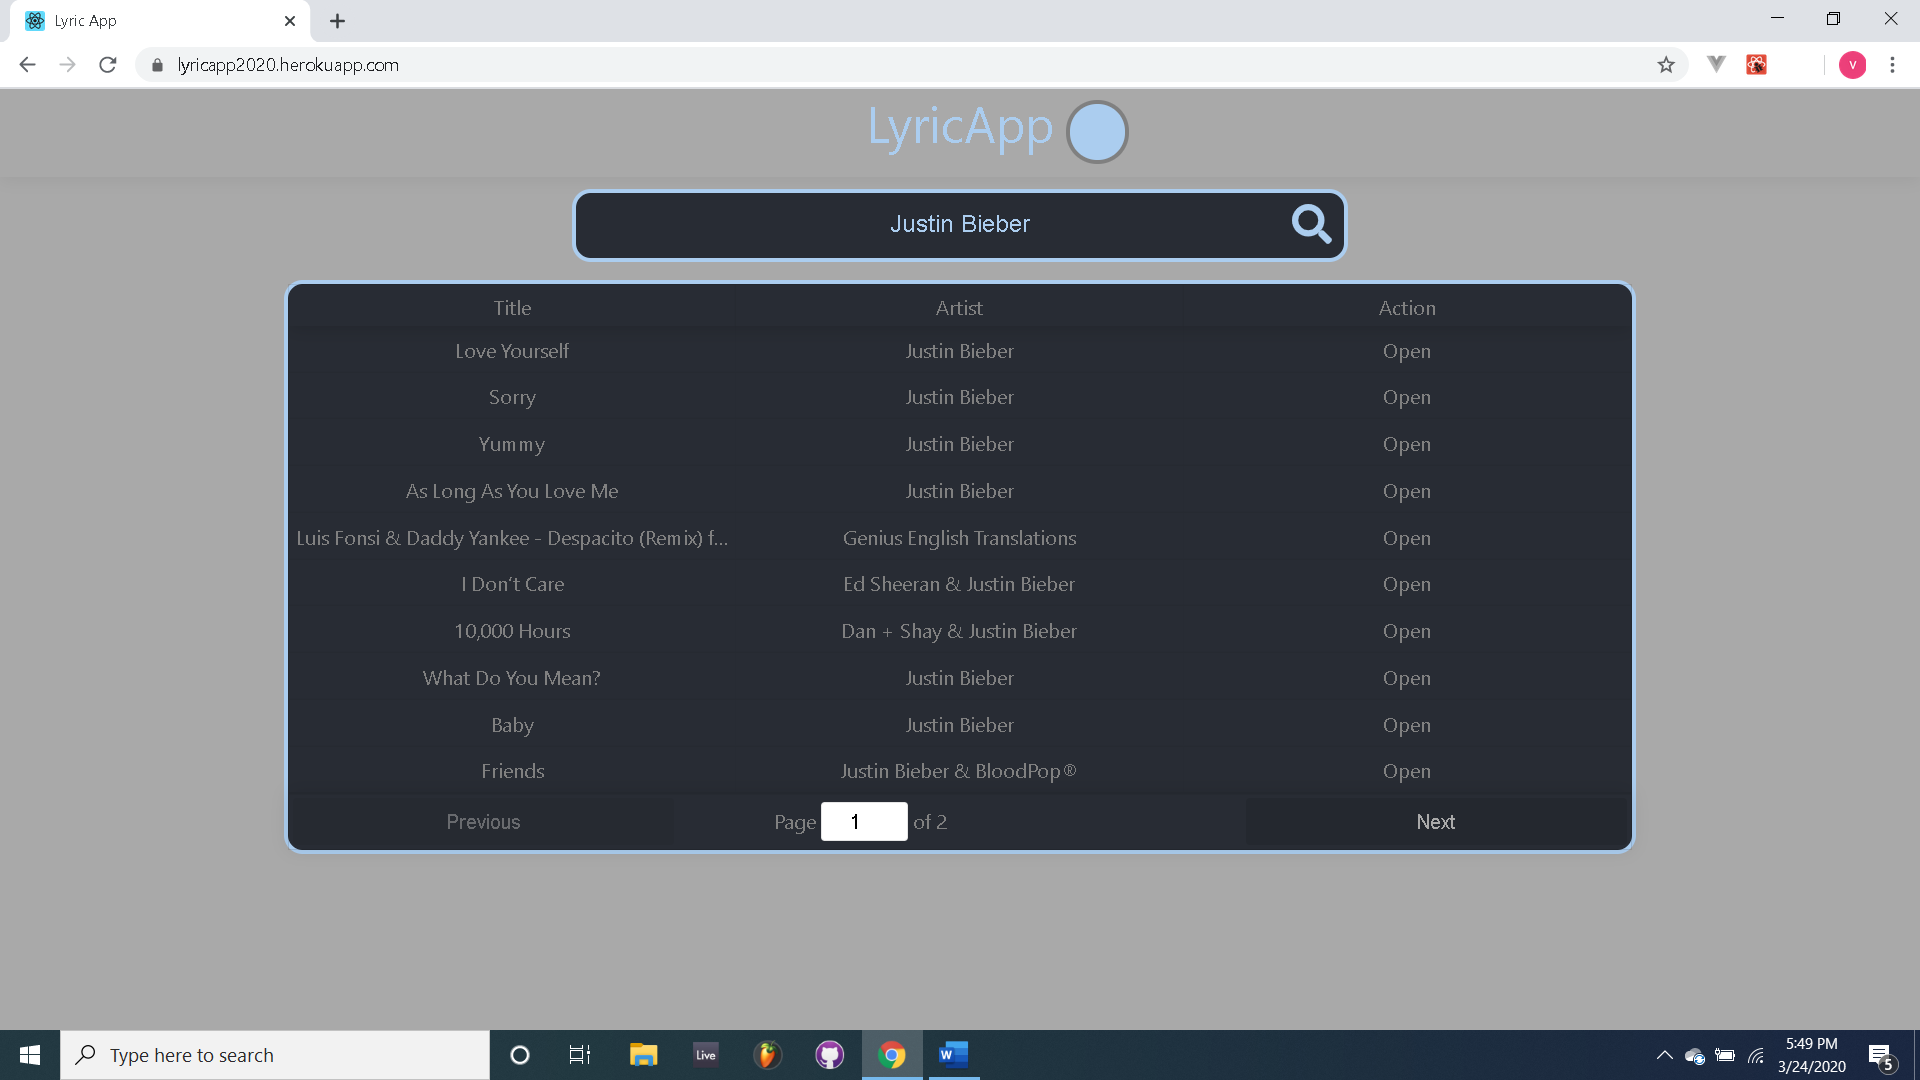 Lyric App
lyricapp2020.herokuapp.com
V
LyricApp
Justin Bieber
Title Artist Action
Love Yourself Justin Bieber Open
Sorry Justin Bieber Open
Yummy Justin Bieber Open
As Long As You Love Me Justin Bieber Open
Luis Fonsi & Daddy Yankee - Despacito (Remix) f... Genius English Translations Open
I Don’t Care Ed Sheeran & Justin Bieber Open
10,000 Hours Dan + Shay & Justin Bieber Open
What Do You Mean? Justin Bieber Open
Baby Justin Bieber Open
Friends Justin Bieber & BloodPop® Open
Previous Page 1 of 2 Next
Type here to search
Live
W
5:49 PM
3/24/2020
5